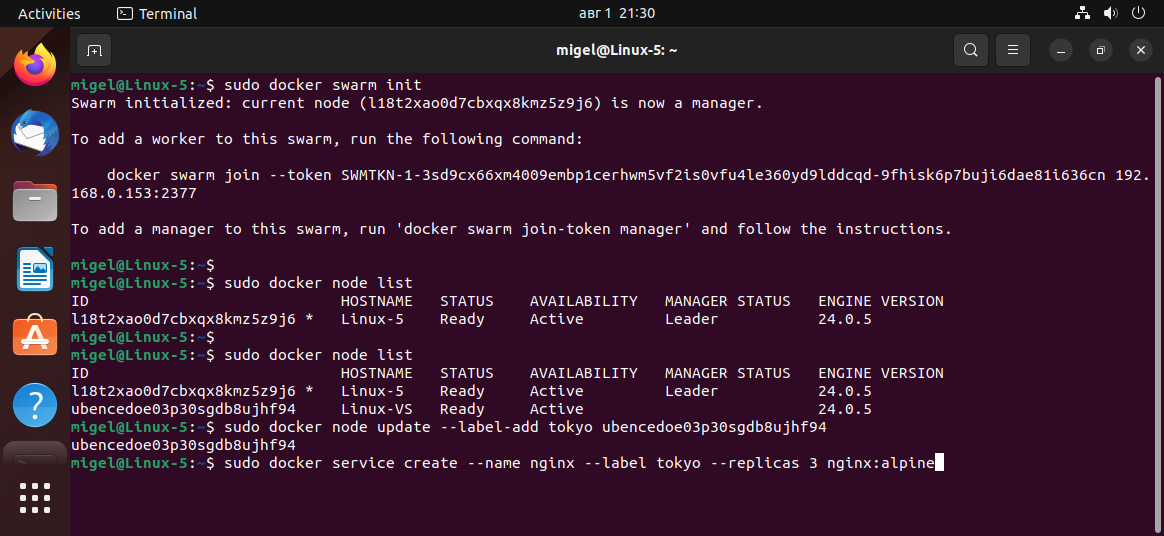 Activities Terminal авг 1 21:30
migel@Linux-5: ~
migel@Linux-5:~$ sudo docker swarm init
Swarm initialized: current node (l18t2xao0d7cbxqx8kmz5z9j6) is now a manager.
To add a worker to this swarm, run the following command:
docker swarm join --token SWMTKN-1-3sd9cx66xm4009embp1cerhwm5vf2is0vfu4le360yd9lddcqd-9fhisk6p7buji6dae81i636cn 192.
168.0.153:2377
To add a manager to this swarm, run 'docker swarm join-token manager' and follow the instructions.
migel@Linux-5:~$
migel@Linux-5:~$ sudo docker node list
ID HOSTNAME STATUS AVAILABILITY MANAGER STATUS ENGINE VERSION
l18t2xao0d7cbxqx8kmz5z9j6 * Linux-5 Ready Active Leader 24.0.5
migel@Linux-5:~$
migel@Linux-5:~$ sudo docker node list
ID HOSTNAME STATUS AVAILABILITY MANAGER STATUS ENGINE VERSION
l18t2xao0d7cbxqx8kmz5z9j6 * Linux-5 Ready Active Leader 24.0.5
ubencedoe03p30sgdb8ujhf94 Linux-VS Ready Active 24.0.5
migel@Linux-5:~$ sudo docker node update --label-add tokyo ubencedoe03p30sgdb8ujhf94
ubencedoe03p30sgdb8ujhf94
migel@Linux-5:~$ sudo docker service create --name nginx --label tokyo --replicas 3 nginx:alpine